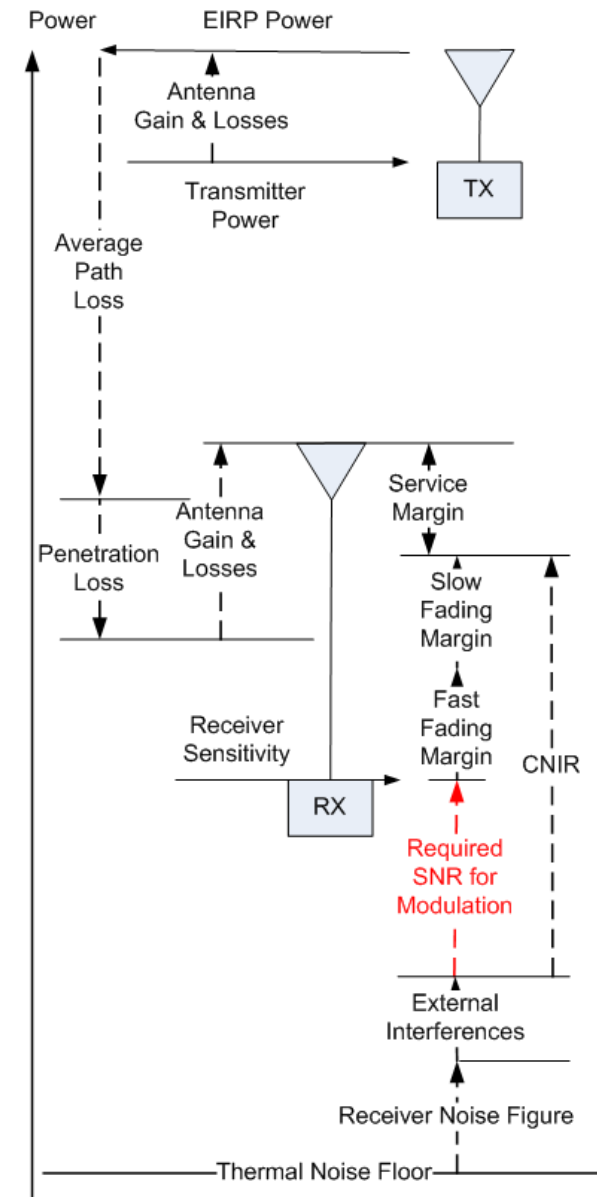 Power
EIRP Power
Antenna
Gain & Losses
TX
Transmitter
Power
Average
Path
Loss
Service
Margin
Antenna
Gain &
Losses
Penetration
Loss
Slow
Fading
Margin
Fast
Fading
Margin
Receiver
Sensitivity
CNIR
RX
Required
SNR for
Modulation
External
Interferences
Receiver Noise Figure
Thermal Noise Floor